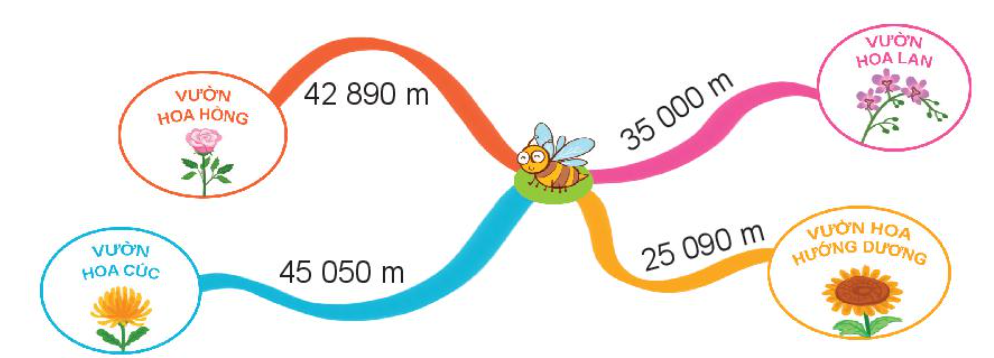 VƯỜN
HOA HỒNG
42 890 m
35 000 m
VƯỜN
HOA LAN
VƯỜN
HOA CÚC
45 050 m
25 090 m
VƯỜN HOA
HƯỚNG DƯƠNG